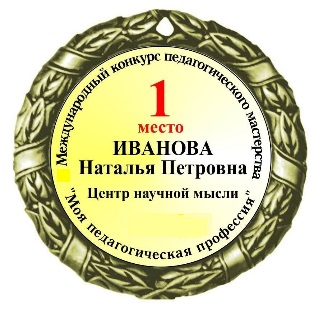 Международный конкурс педагогического мастерства
1
место
ИВАНОВА
Наталья Петровна
Центр научной мысли
"Моя педагогическая профессия"